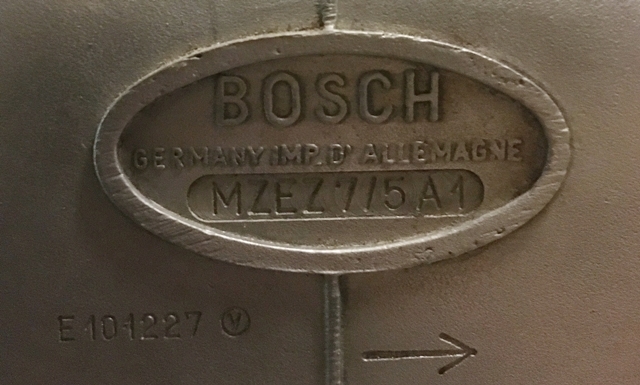 BOSCH
GERMANY IMP. D' ALLEMAGNE
MZEZ 7/5 A1
E 101227 V